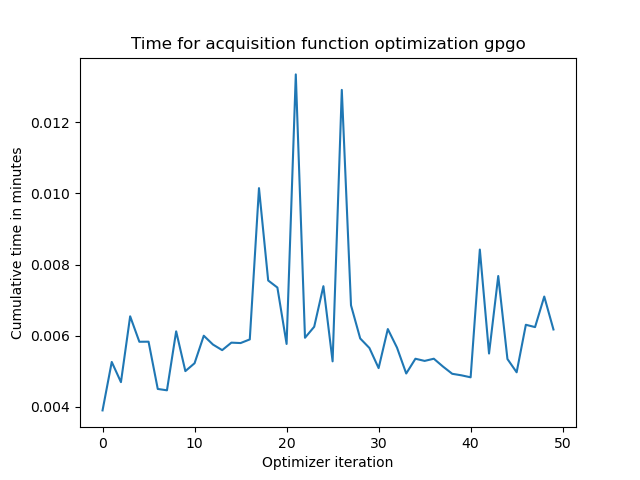 Time for acquisition function optimization gpgo
Cumulative time in minutes
0.012
0.010
0.008
0.006
0.004
0 10 20 30 40 50
Optimizer iteration